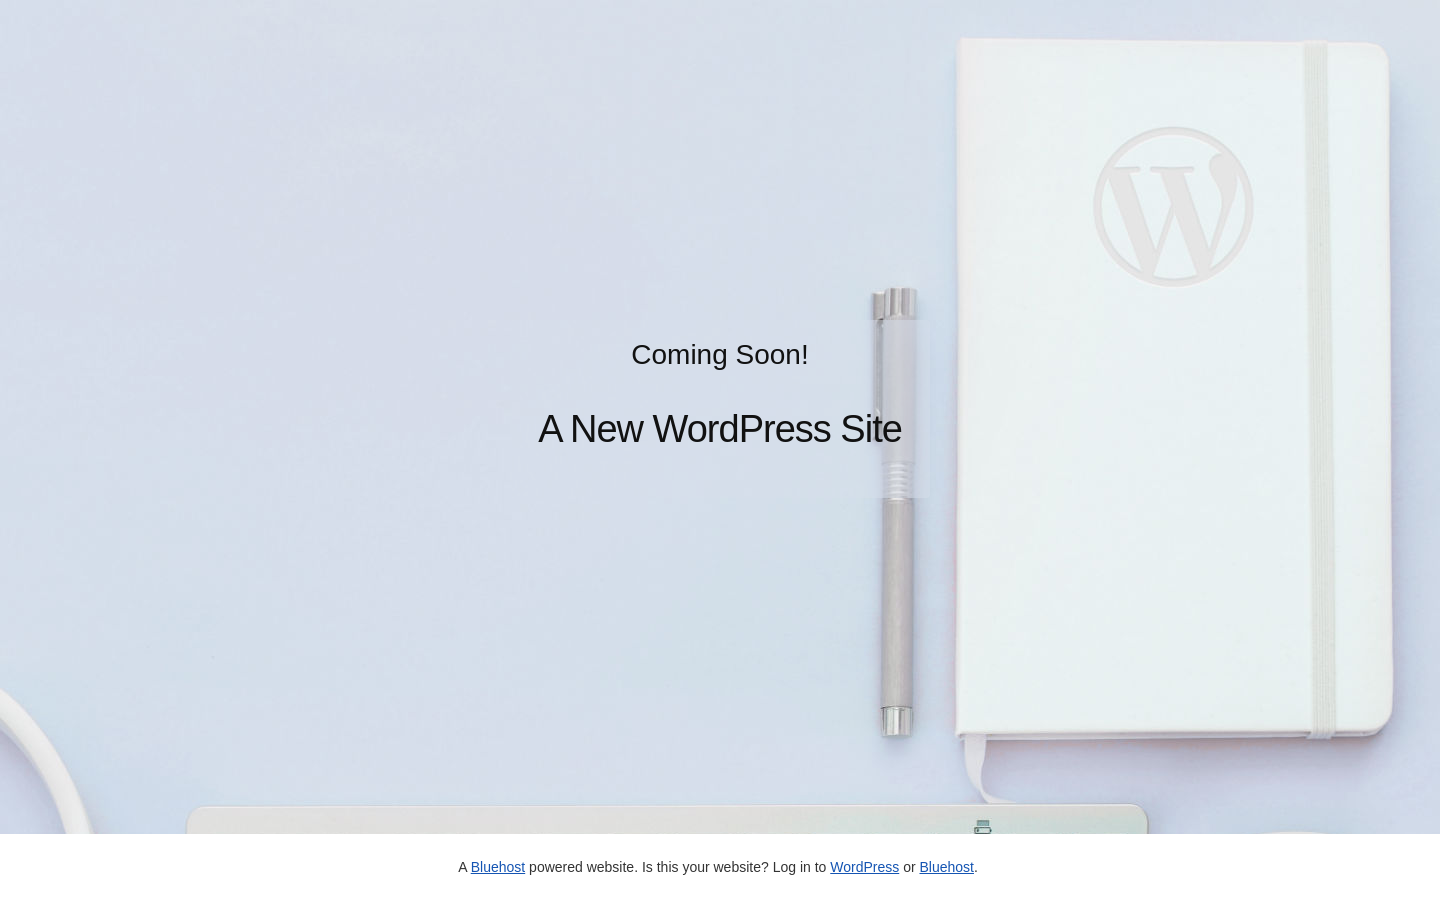 Coming Soon!
A New WordPress Site
A Bluehost powered website. Is this your website? Log in to WordPress or Bluehost.